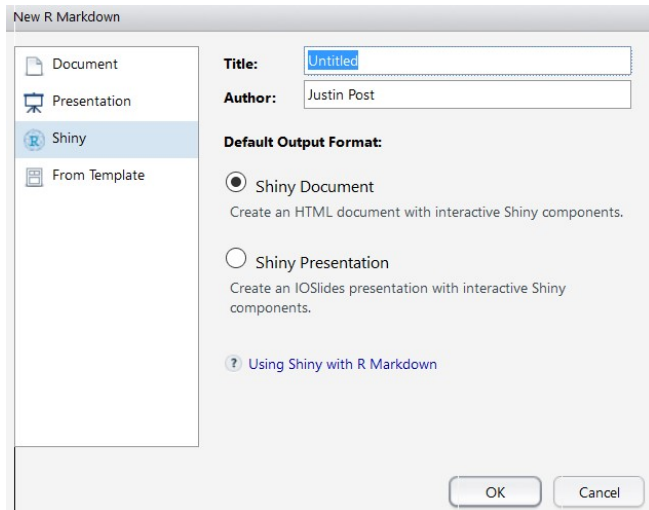 New R Markdown
Document
Presentation
R Shiny
From Template
Title: Untitled
Author: Justin Post
Default Output Format:
Shiny Document
Create an HTML document with interactive Shiny components.
Shiny Presentation
Create an IOSlides presentation with interactive Shiny
components.
? Using Shiny with R Markdown
OK Cancel